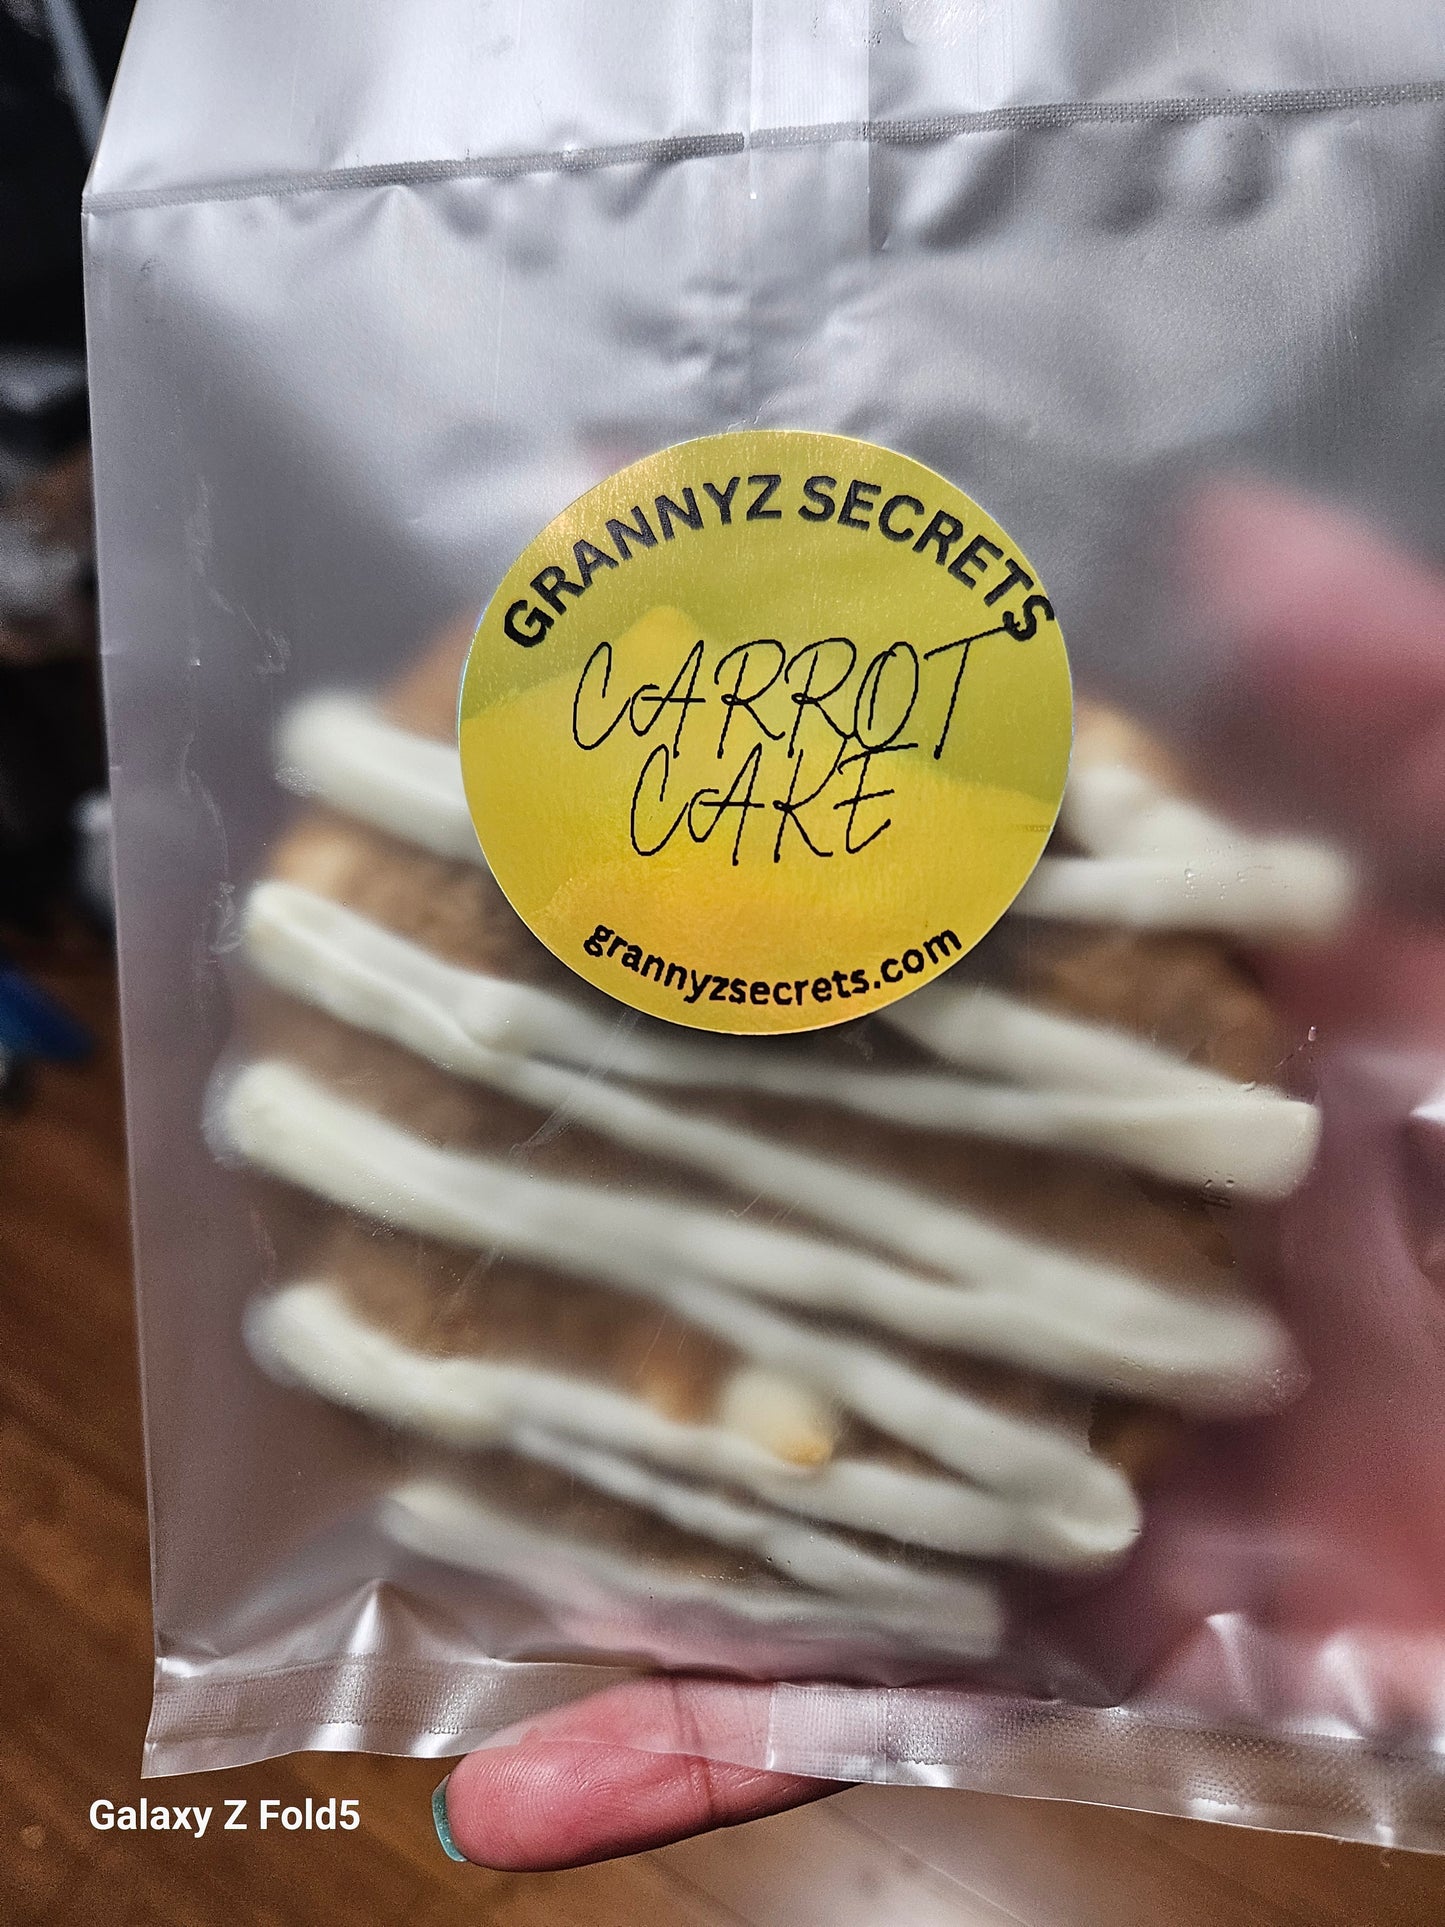 GRANNYZ SECRETS
CARROT
CAKE
grannyzsecrets.com
Galaxy Z Fold5